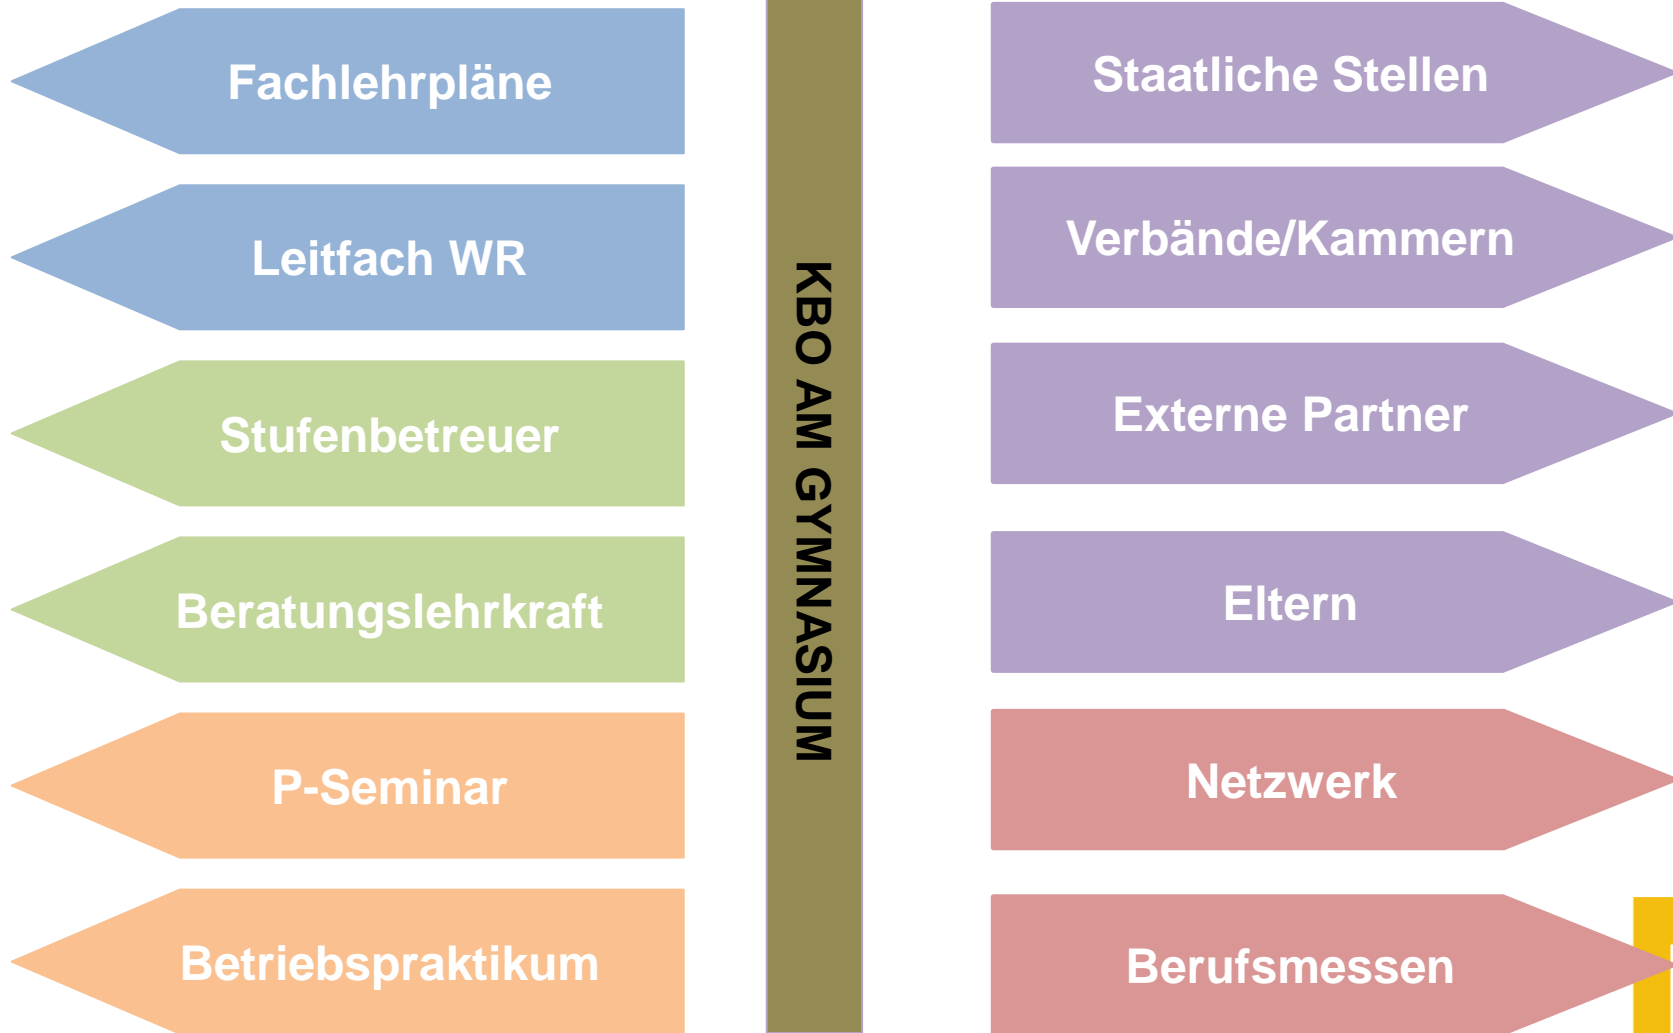 Fachlehrpläne
Leitfach WR
Stufenbetreuer
Beratungslehrkraft
P-Seminar
Betriebspraktikum
KBO AM GYMNASIUM
Staatliche Stellen
Verbände/Kammern
Externe Partner
Eltern
Netzwerk
Berufsmessen